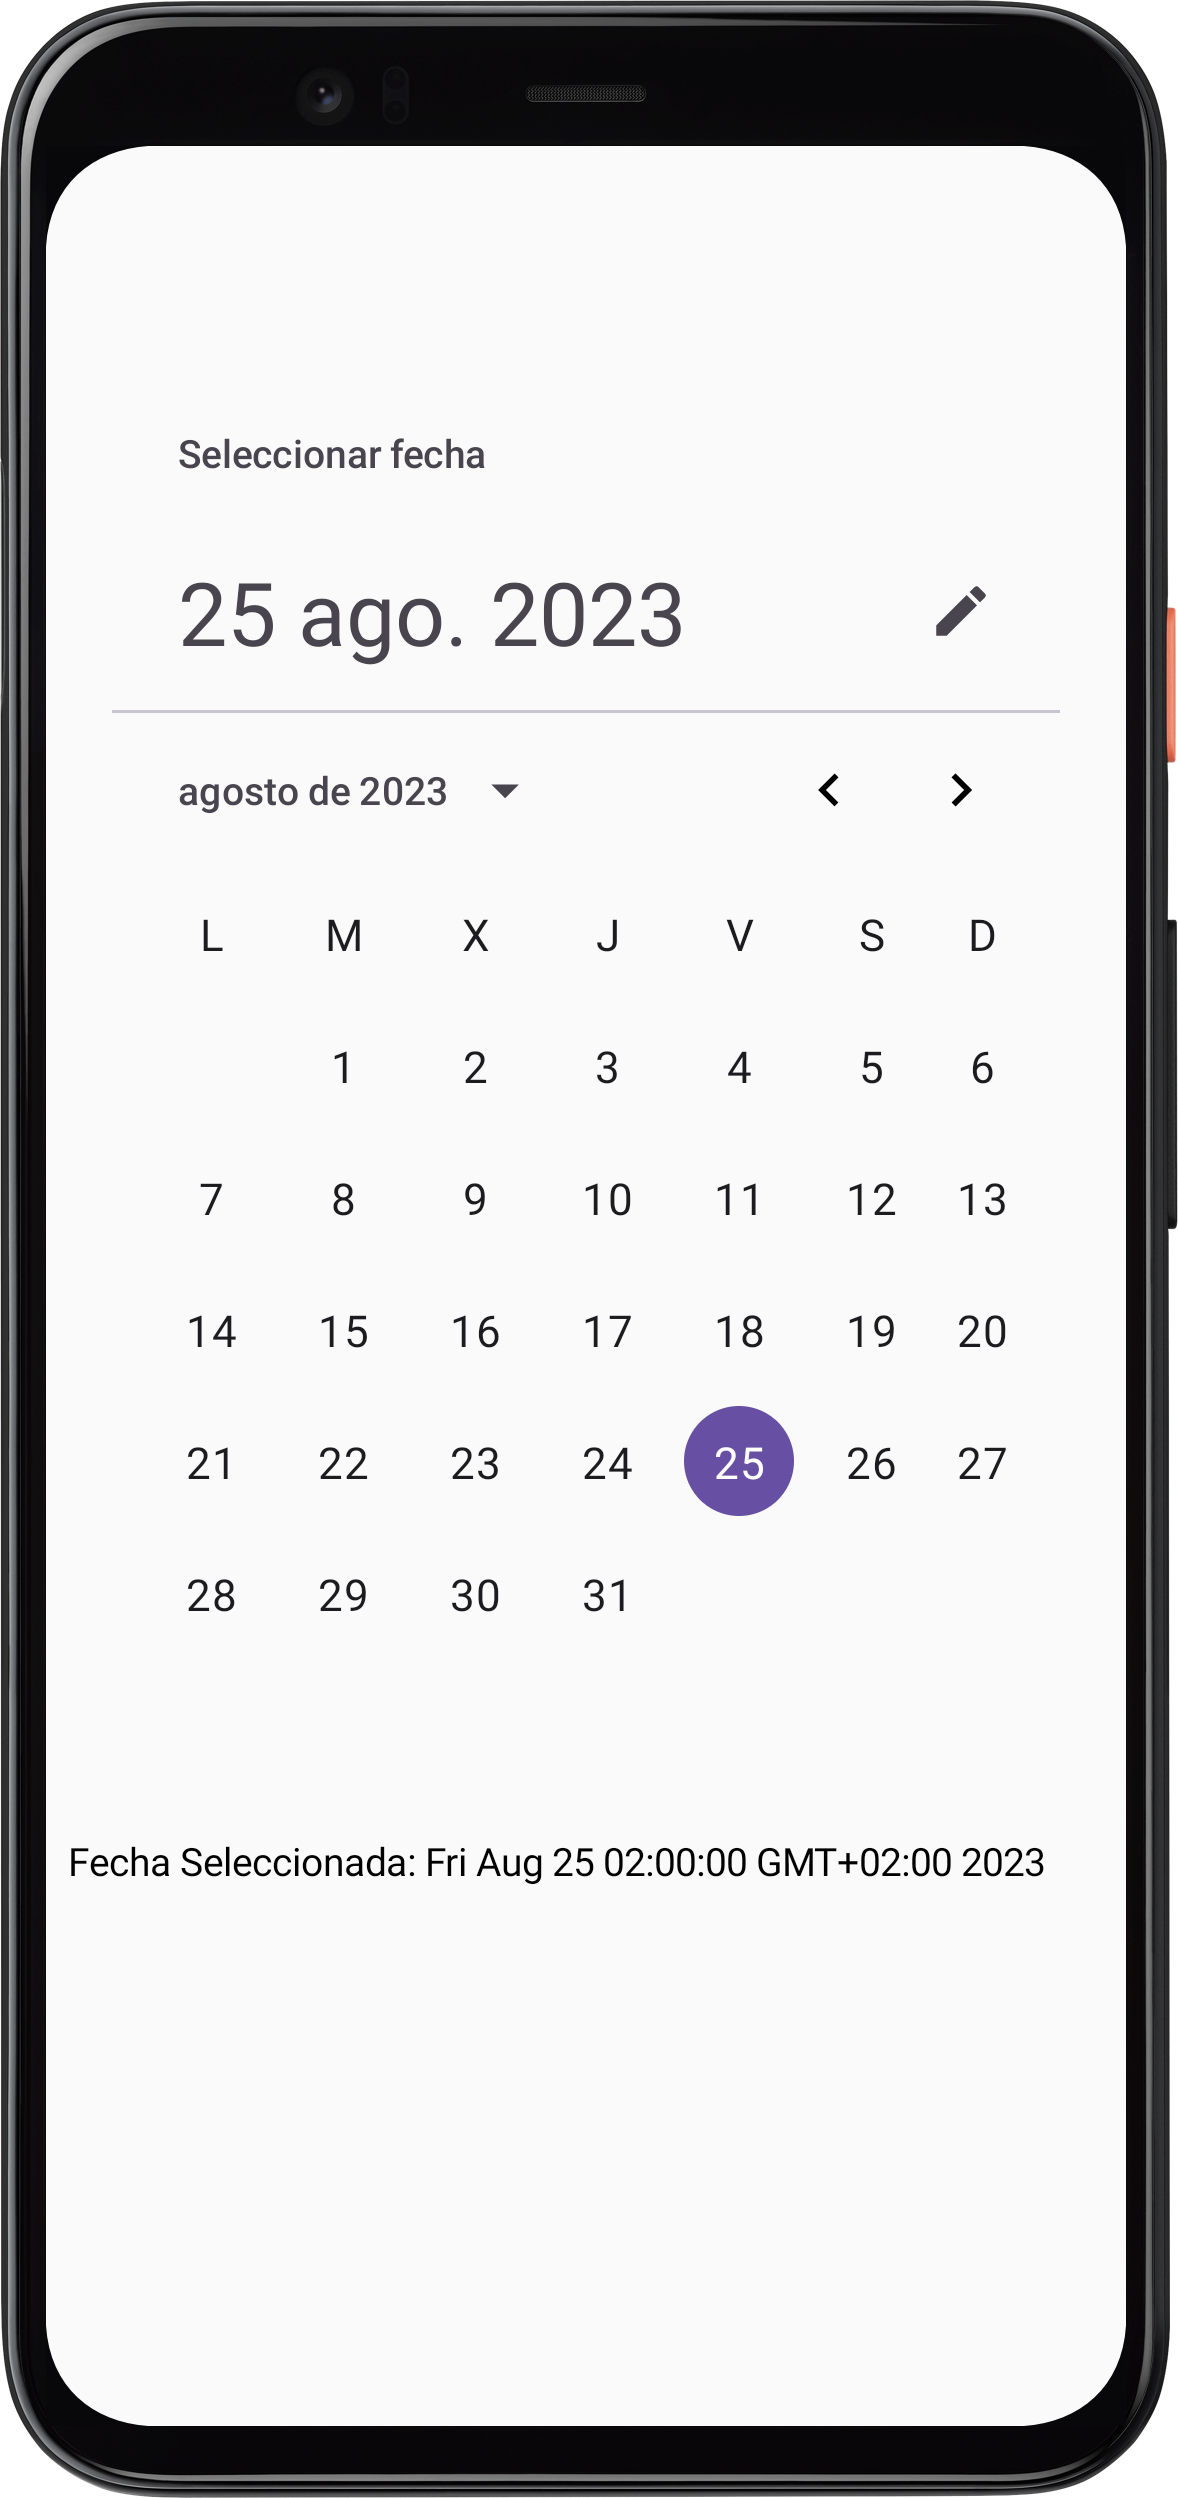 Seleccionar fecha
25 ago. 2023
agosto de 2023
L M X J V S D
1 2 3 4 5 6
7 8 9 10 11 12 13
14 15 16 17 18 19 20
21 22 23 24 25 26 27
28 29 30 31
Fecha Seleccionada: Fri Aug 25 02:00:00 GMT+02:00 2023